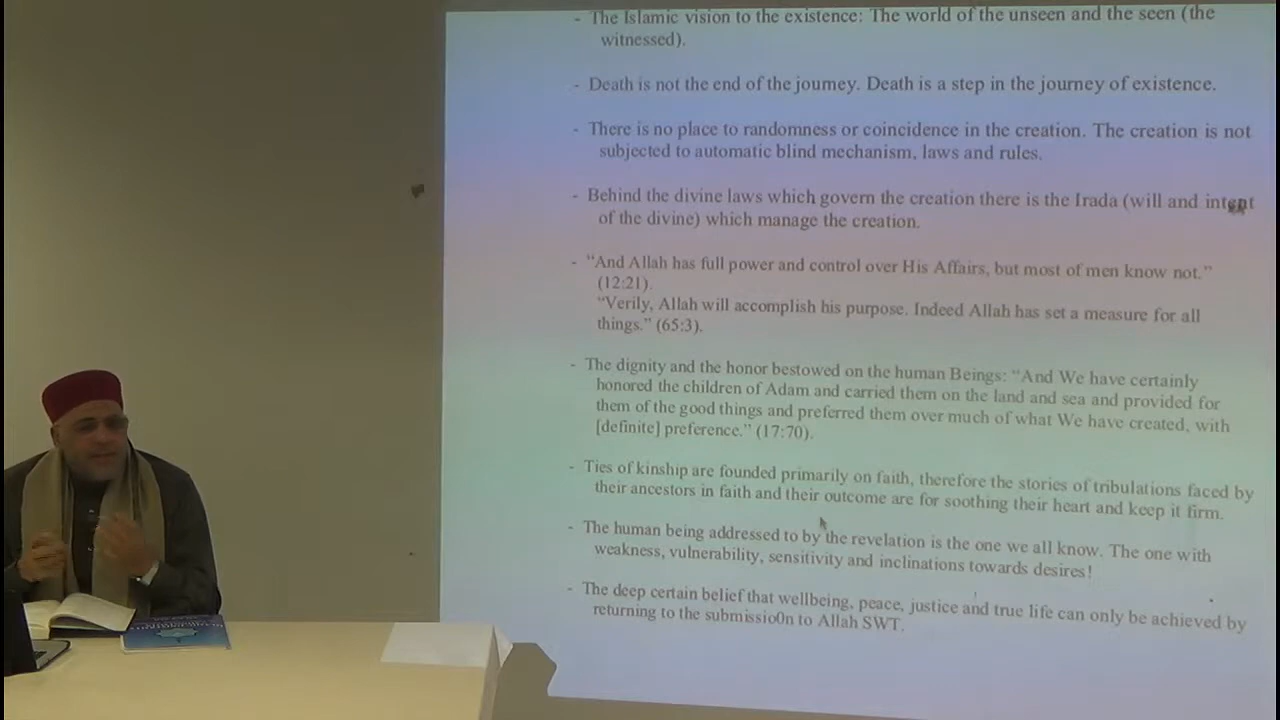 - The Islamic vision to the existence: The world of the unseen and the seen (the
witnessed).
- Death is not the end of the journey. Death is a step in the journey of existence.
- There is no place to randomness or coincidence in the creation. The creation is not
subjected to automatic blind mechanism, laws and rules.
- Behind the divine laws which govern the creation there is the Irada (will and intent
of the divine) which manage the creation.
- “And Allah has full power and control over His Affairs, but most of men know not.”
(12:21).
“Verily, Allah will accomplish his purpose. Indeed Allah has set a measure for all
things.” (65:3).
- The dignity and the honor bestowed on the human Beings: “And We have certainly
honored the children of Adam and carried them on the land and sea and provided for
them of the good things and preferred them over much of what We have created, with
[definite] preference.” (17:70).
- Ties of kinship are founded primarily on faith, therefore the stories of tribulations faced by
their ancestors in faith and their outcome are for soothing their heart and keep it firm.
- The human being addressed to by the revelation is the one we all know. The one with
weakness, vulnerability, sensitivity and inclinations towards desires!
- The deep certain belief that wellbeing, peace, justice and true life can only be achieved by
returning to the submissio0n to Allah SWT.